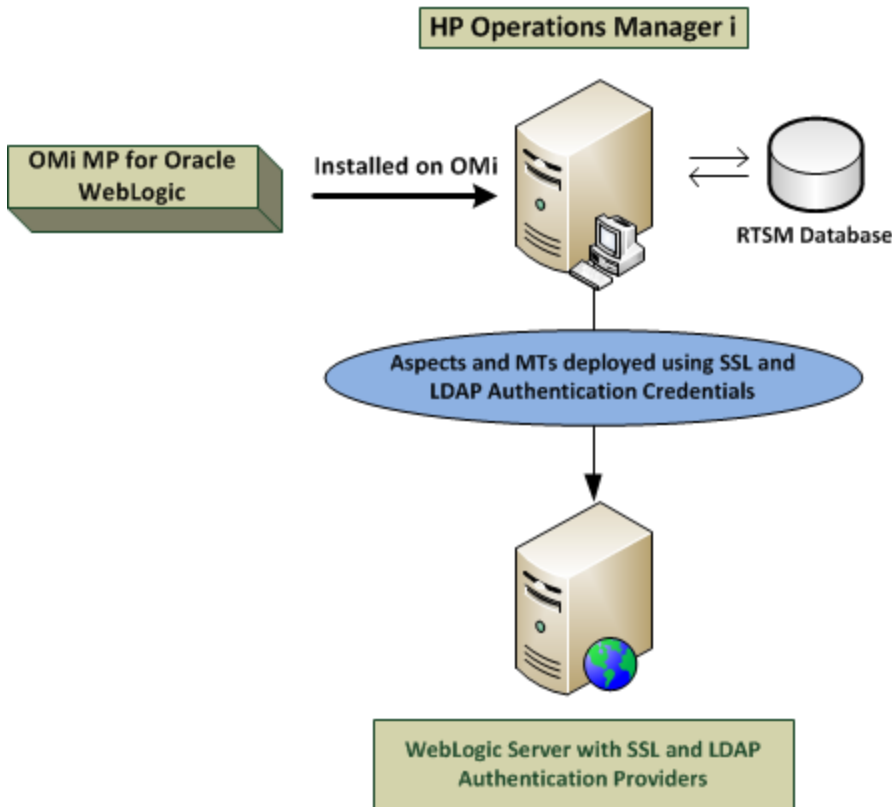 HP Operations Manager i
OMi MP for Oracle
WebLogic
Installed on OMi
RTSM Database
Aspects and MTs deployed using SSL and
LDAP Authentication Credentials
WebLogic Server with SSL and LDAP
Authentication Providers